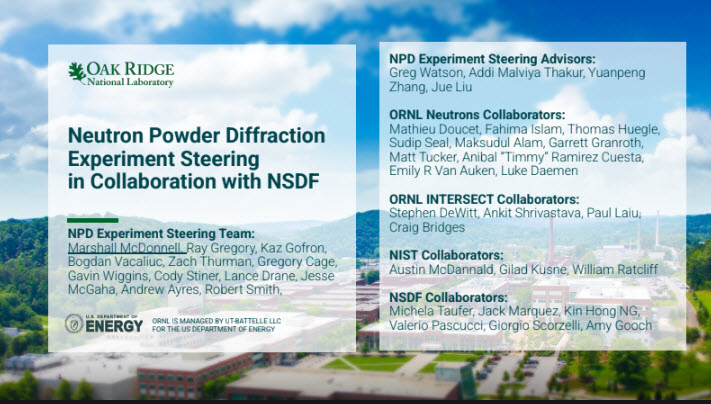 OAK RIDGE
National Laboratory
Neutron Powder Diffraction
Experiment Steering
in Collaboration with NSDF
NPD Experiment Steering Team:
Marshall McDonnell, Ray Gregory, Kaz Gofron,
Bogdan Vacaliuc, Zach Thurman, Gregory Cage,
Gavin Wiggins, Cody Stiner, Lance Drane, Jesse
McGaha, Andrew Ayres, Robert Smith,
U.S. DEPARTMENT OF
ENERGY
ORNL IS MANAGED BY UT-BATTELLE LLC
FOR THE US DEPARTMENT OF ENERGY
NPD Experiment Steering Advisors:
Greg Watson, Addi Malviya Thakur, Yuanpeng
Zhang, Jue Liu
ORNL Neutrons Collaborators:
Mathieu Doucet, Fahima Islam, Thomas Huegle,
Sudip Seal, Maksudul Alam, Garrett Granroth,
Matt Tucker, Anibal "Timmy" Ramirez Cuesta,
Emily R Van Auken, Luke Daemen
ORNL INTERSECT Collaborators:
Stephen DeWitt, Ankit Shrivastava, Paul Laiu,
Craig Bridges
NIST Collaborators:
Austin McDannald, Gilad Kusne, William Ratcliff
NSDF Collaborators:
Michela Taufer, Jack Marquez, Kin Hong NG,
Valerio Pascucci, Giorgio Scorzelli, Amy Gooch